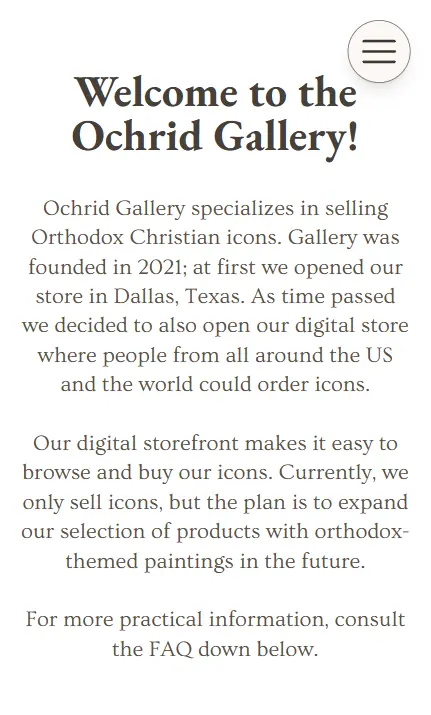 Welcome to the
Ochrid Gallery!
Ochrid Gallery specializes in selling
Orthodox Christian icons. Gallery was
founded in 2021; at first we opened our
store in Dallas, Texas. As time passed
we decided to also open our digital store
where people from all around the US
and the world could order icons.
Our digital storefront makes it easy to
browse and buy our icons. Currently, we
only sell icons, but the plan is to expand
our selection of products with orthodox-
themed paintings in the future.
For more practical information, consult
the FAQ down below.